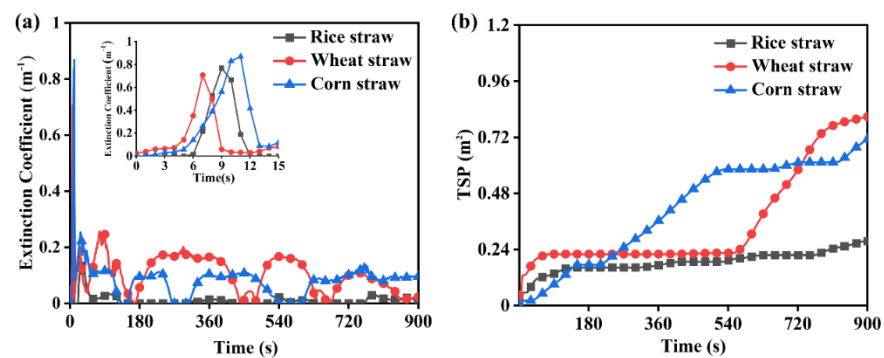 (a)
Extinction Coefficient (m⁻¹)
1
0.8
0.6
0.4
0.2
0
0 180 360 540 720 900
Time (s)
Rice straw
Wheat straw
Corn straw
Extinction Coefficient (m⁻¹)
1
0.8
0.6
0.4
0.2
0
0 3 6 9 12 15
Time(s)
(b)
TSP (m²)
1.2
0.96
0.72
0.48
0.24
0
180 360 540 720 900
Time (s)
Rice straw
Wheat straw
Corn straw